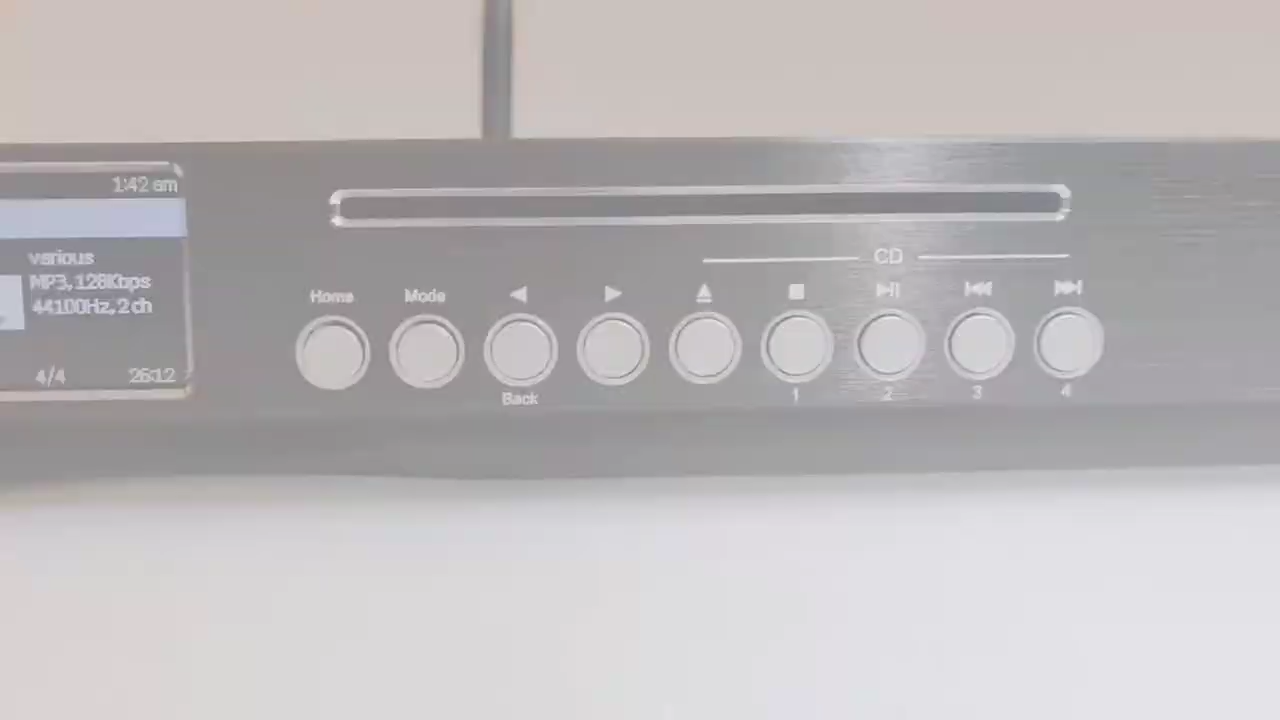 1:42 am
various
MP3, 128Kbps
44100Hz, 2 ch
4/4
26:12
CD
Home
Mode
Back
1
2
3
4